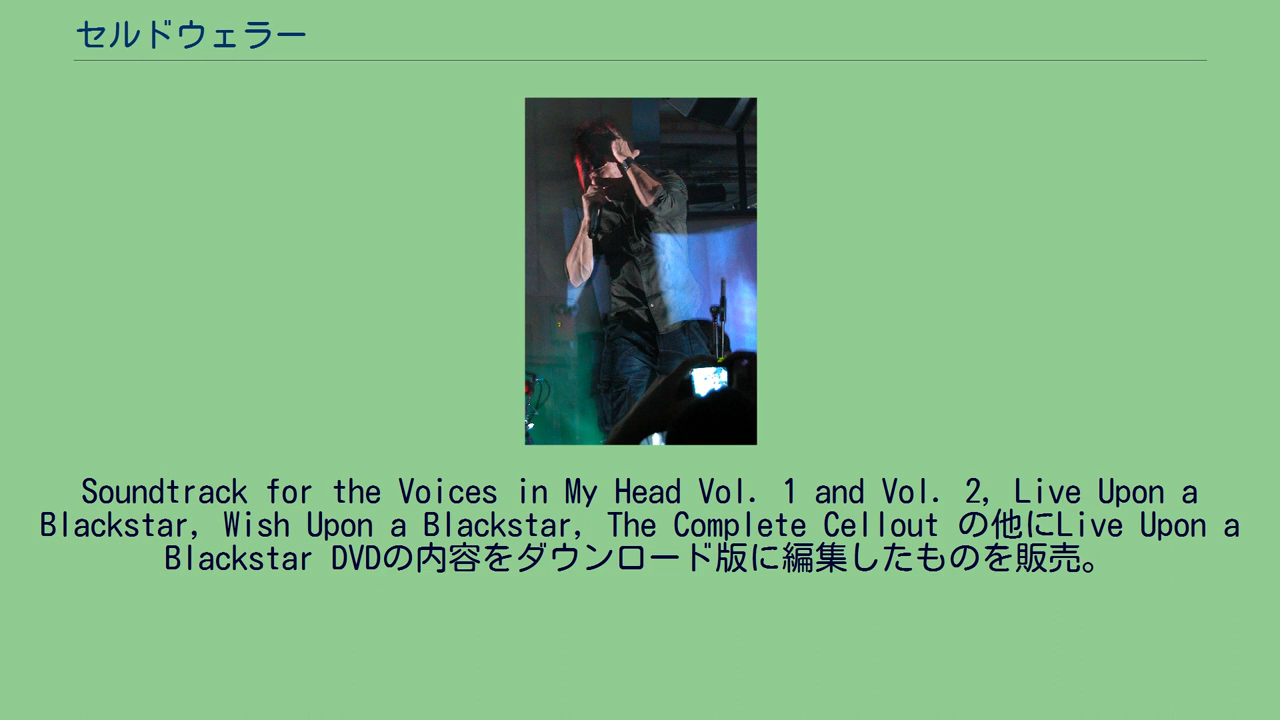 セルドウェラー
Soundtrack for the Voices in My Head Vol. 1 and Vol. 2, Live Upon a
Blackstar, Wish Upon a Blackstar, The Complete Cellout の他にLive Upon a
Blackstar DVDの内容をダウンロード版に編集したものを販売。